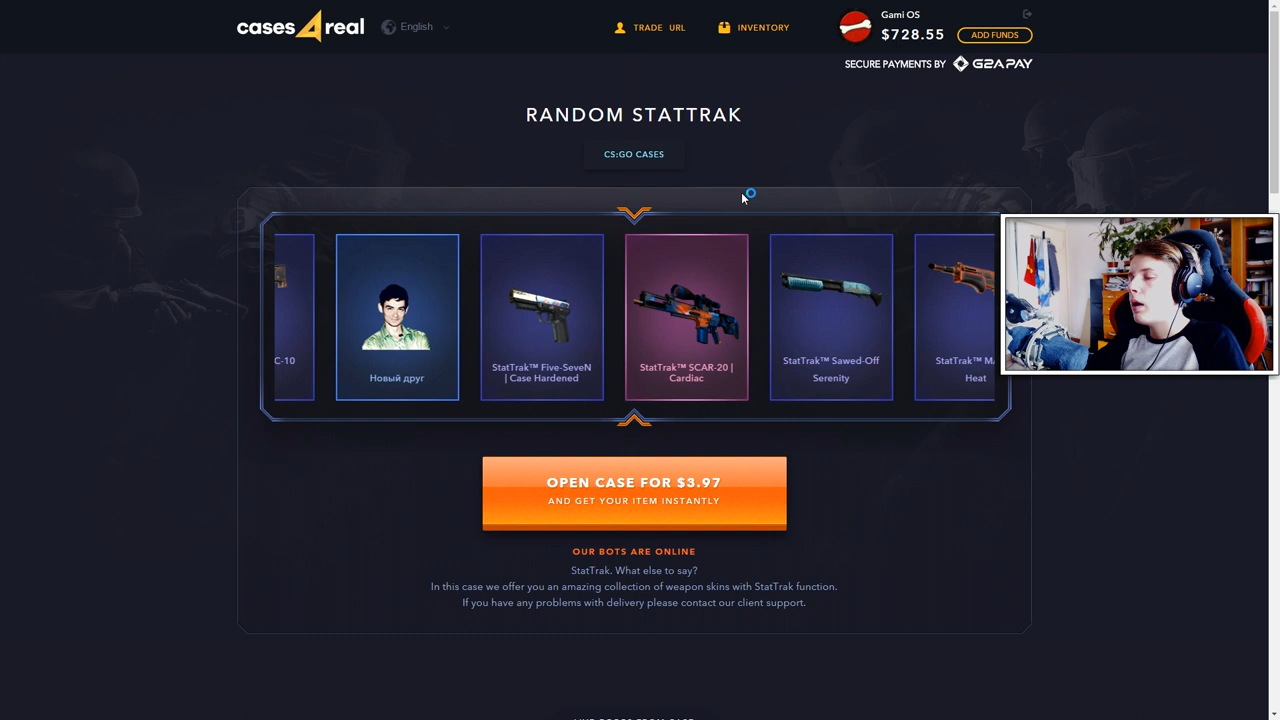 cases4real
English
TRADE URL
INVENTORY
Gami OS
$728.55
ADD FUNDS
SECURE PAYMENTS BY G2A PAY
RANDOM STATTRAK
CS:GO CASES
C-10
Новый друг
StatTrak™ Five-SeveN
| Case Hardened
StatTrak™ SCAR-20 |
Cardiac
StatTrak™ Sawed-Off
Serenity
StatTrak™ M
Heat
OPEN CASE FOR $3.97
AND GET YOUR ITEM INSTANTLY
OUR BOTS ARE ONLINE
StatTrak. What else to say?
In this case we offer you an amazing collection of weapon skins with StatTrak function.
If you have any problems with delivery please contact our client support.